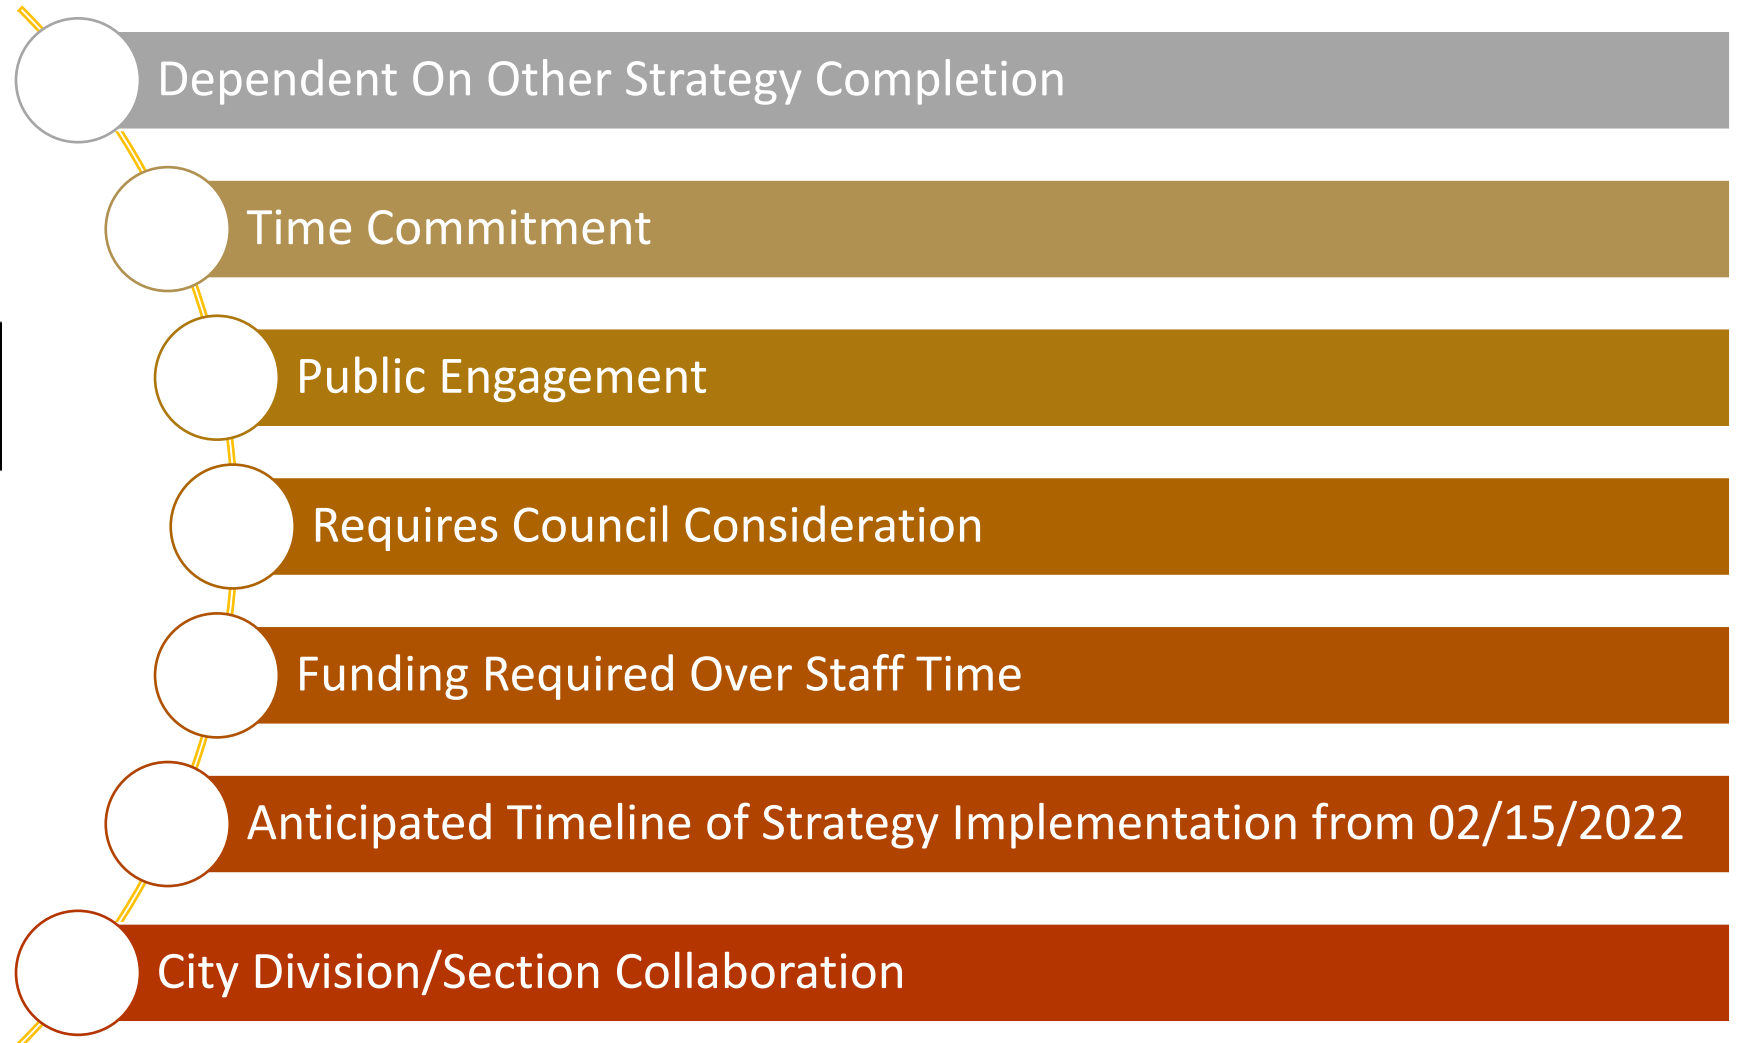 Dependent On Other Strategy Completion
Time Commitment
Public Engagement
Requires Council Consideration
Funding Required Over Staff Time
Anticipated Timeline of Strategy Implementation from 02/15/2022
City Division/Section Collaboration